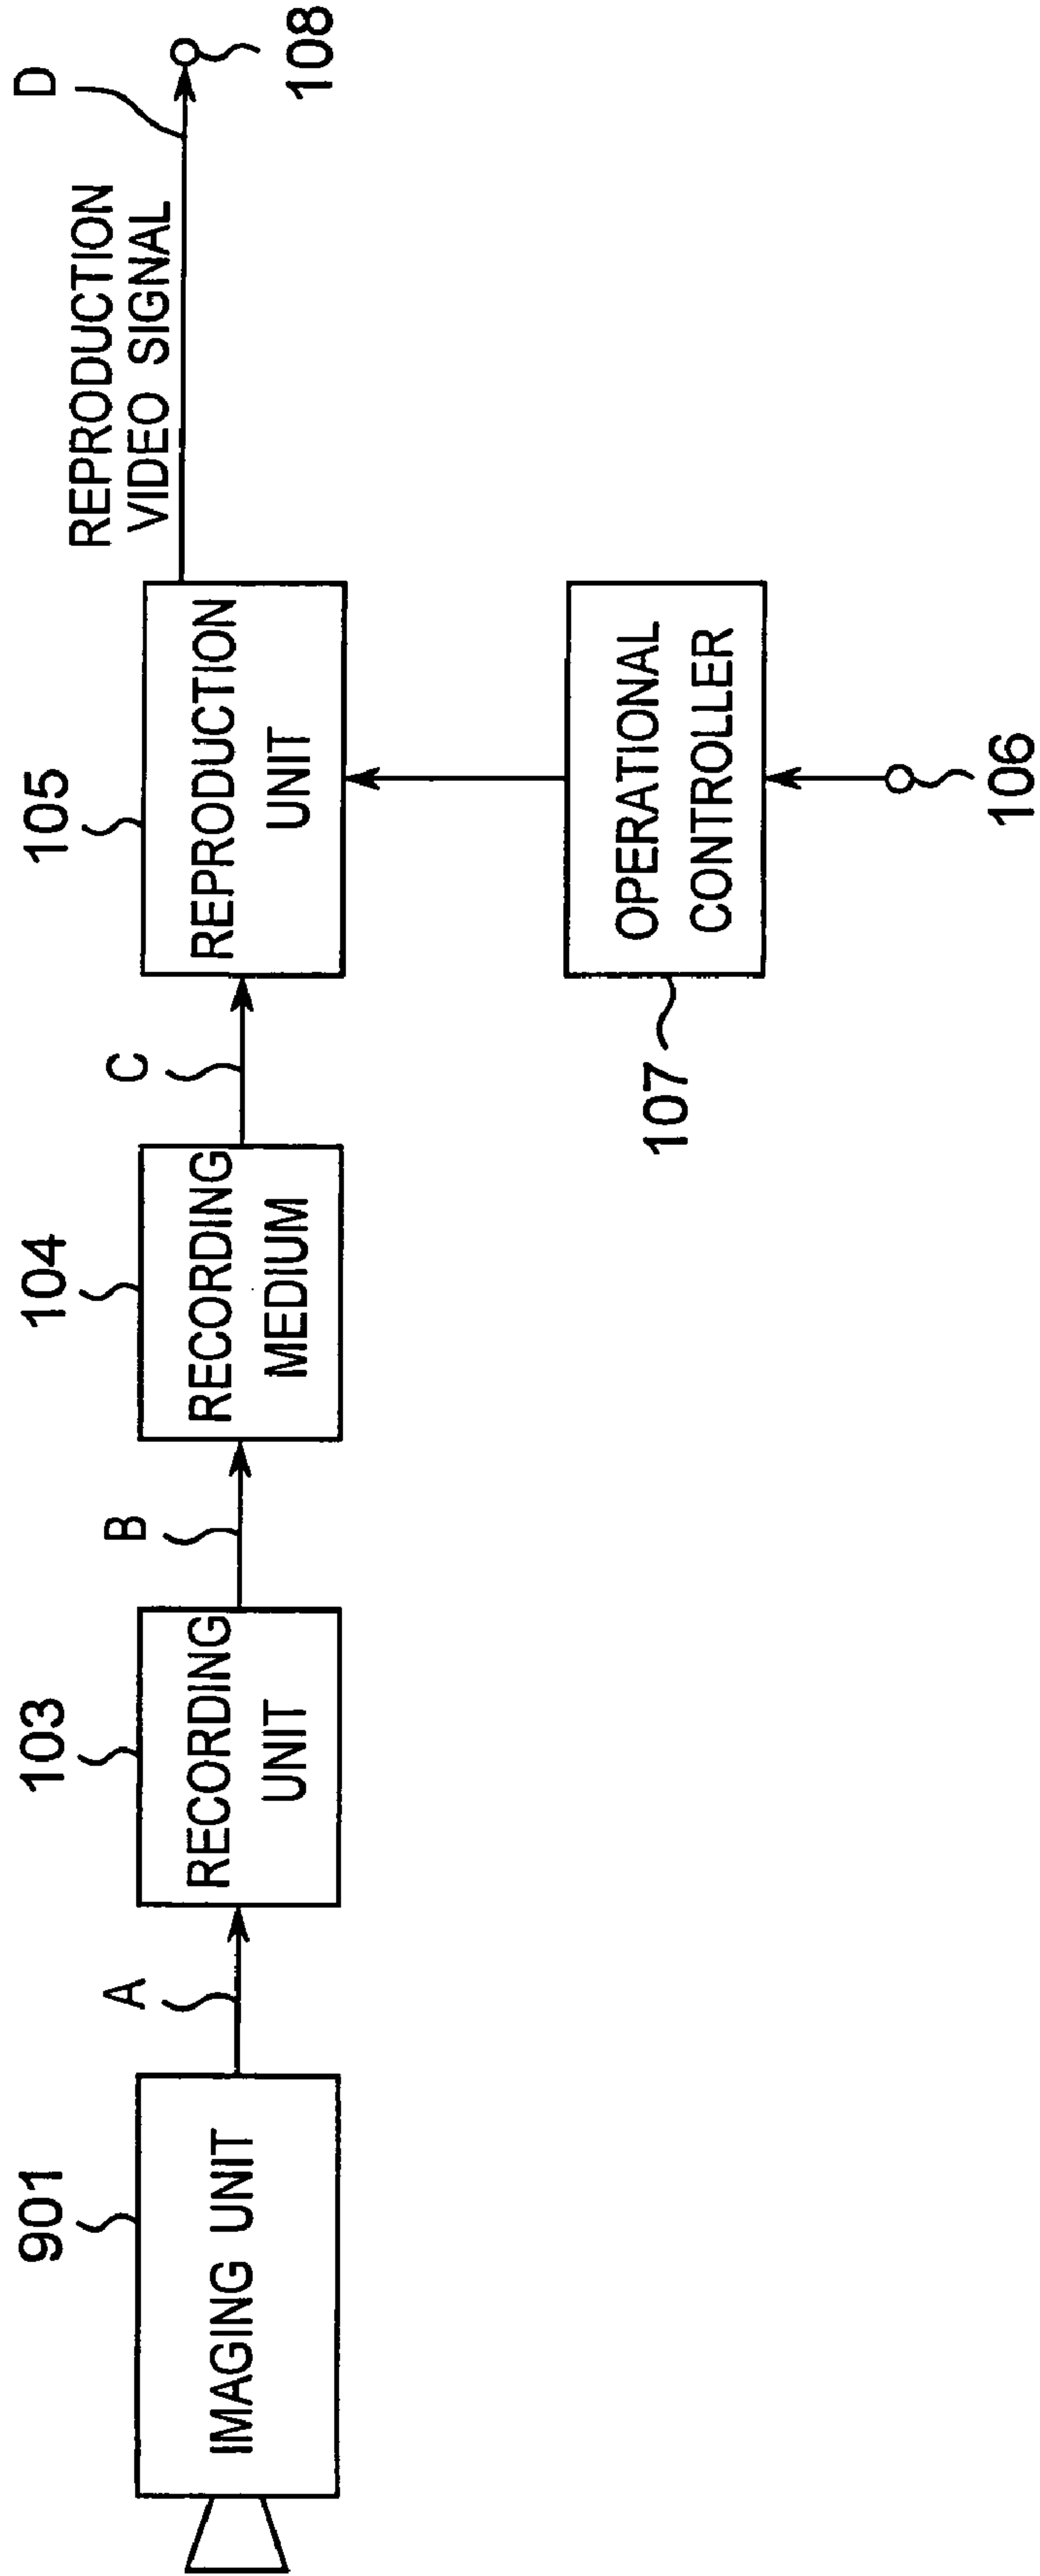 901
IMAGING UNIT
A
103
RECORDING
UNIT
B
104
RECORDING
MEDIUM
C
105
REPRODUCTION
UNIT
REPRODUCTION
VIDEO SIGNAL
D
108
107
OPERATIONAL
CONTROLLER
106